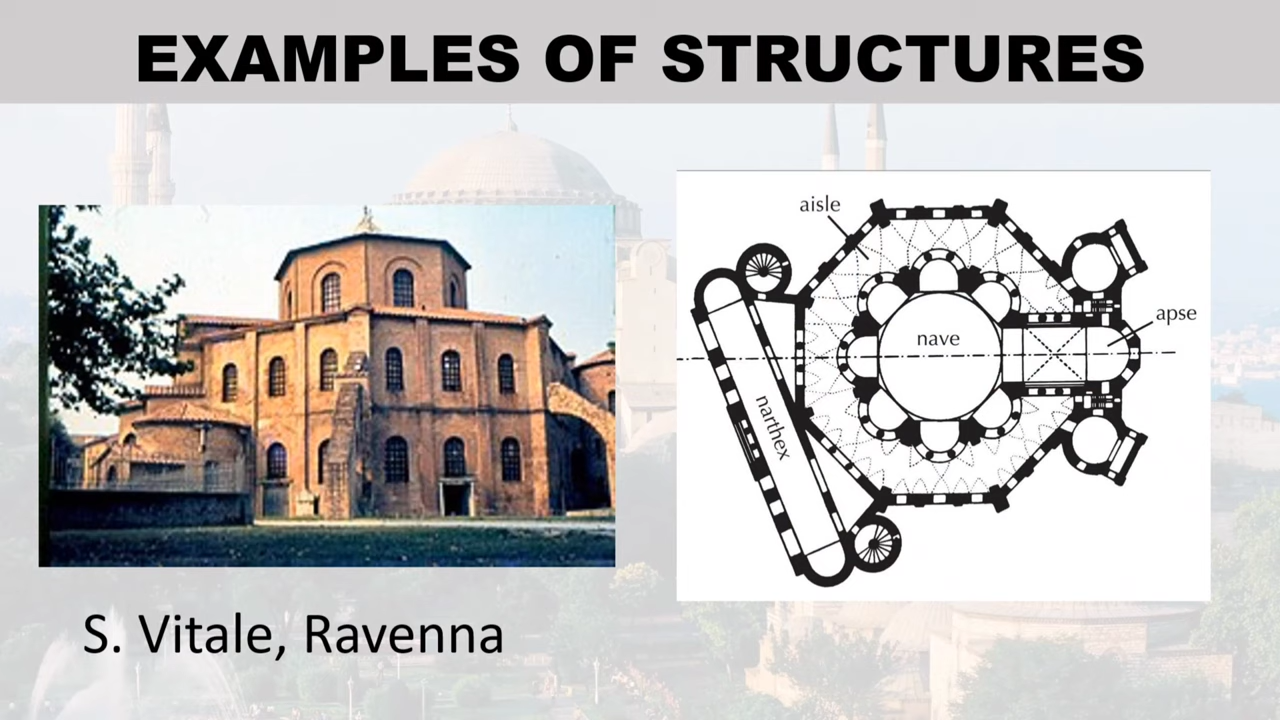 EXAMPLES OF STRUCTURES
aisle
apse
nave
narthex
S. Vitale, Ravenna